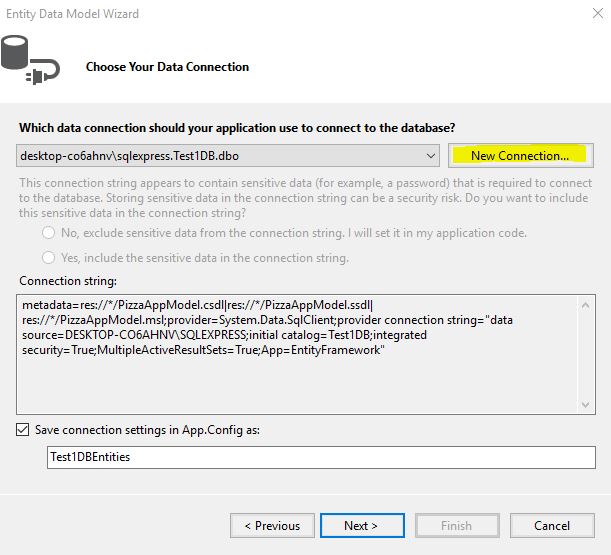 Entity Data Model Wizard
Choose Your Data Connection
Which data connection should your application use to connect to the database?
desktop-co6ahnv\sqlexpress.Test1DB.dbo
New Connection...
This connection string appears to contain sensitive data (for example, a password) that is required to connect
to the database. Storing sensitive data in the connection string can be a security risk. Do you want to include
this sensitive data in the connection string?
No, exclude sensitive data from the connection string. I will set it in my application code.
Yes, include the sensitive data in the connection string.
Connection string:
metadata=res://*/PizzaAppModel.csdl|res://*/PizzaAppModel.ssdl|
res://*/PizzaAppModel.msl;provider=System.Data.SqlClient;provider connection string="data
source=DESKTOP-CO6AHNV\SQLEXPRESS;initial catalog=Test1DB;integrated
security=True;MultipleActiveResultSets=True;App=EntityFramework"
Save connection settings in App.Config as:
Test1DBEntities
< Previous
Next >
Finish
Cancel